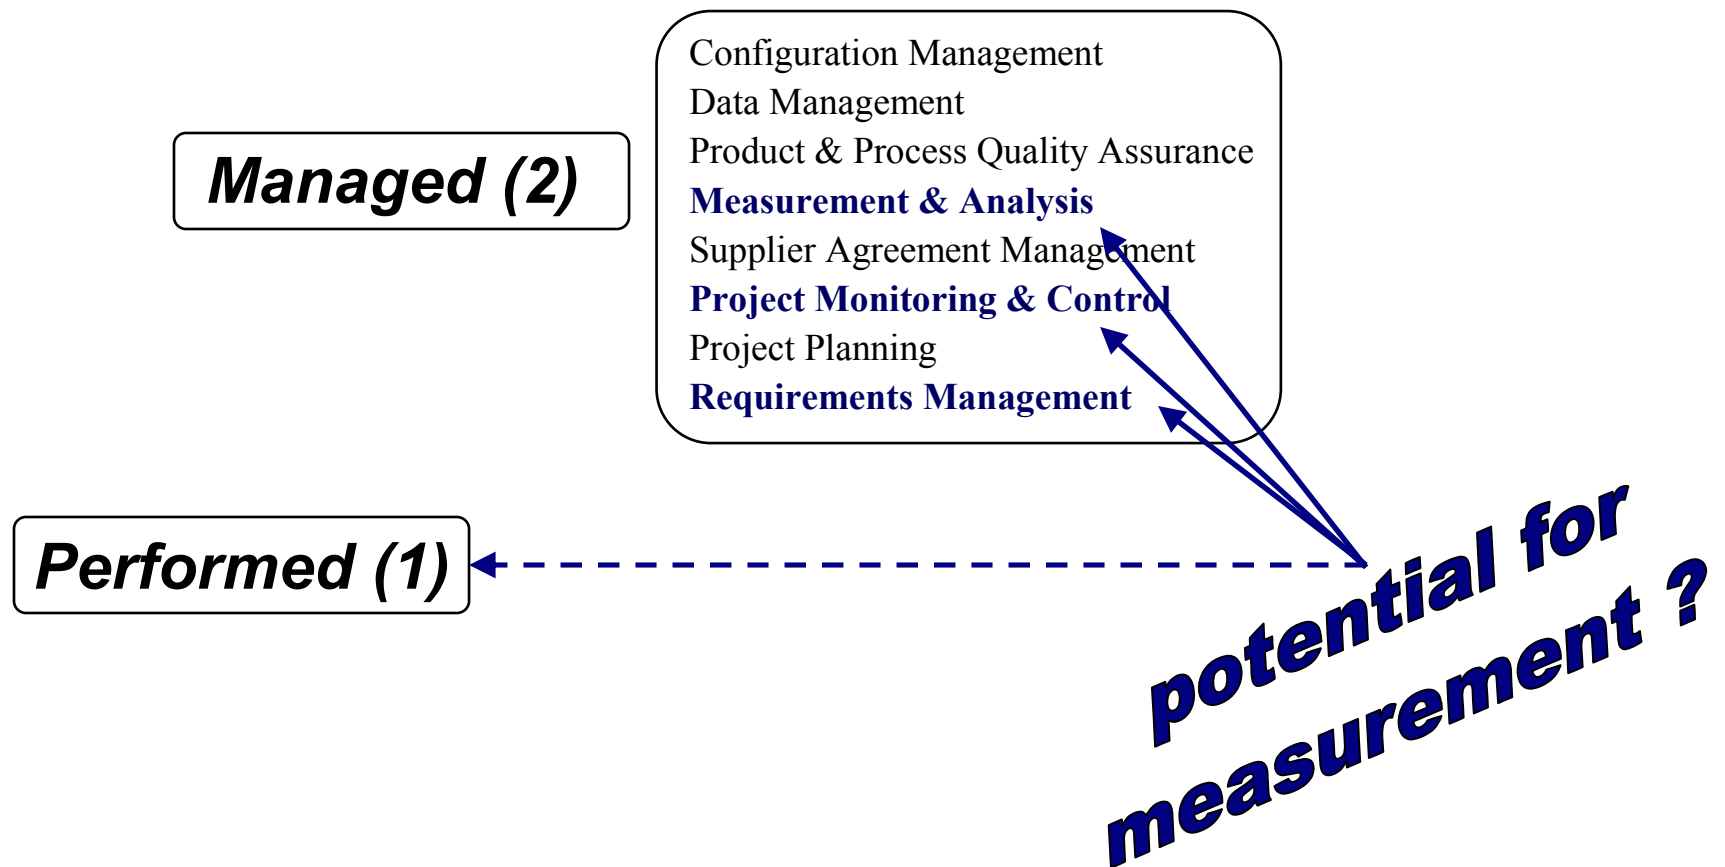 Configuration Management
Data Management
Product & Process Quality Assurance
Measurement & Analysis
Supplier Agreement Management
Project Monitoring & Control
Project Planning
Requirements Management
Managed (2)
Performed (1)
potential for
measurement ?